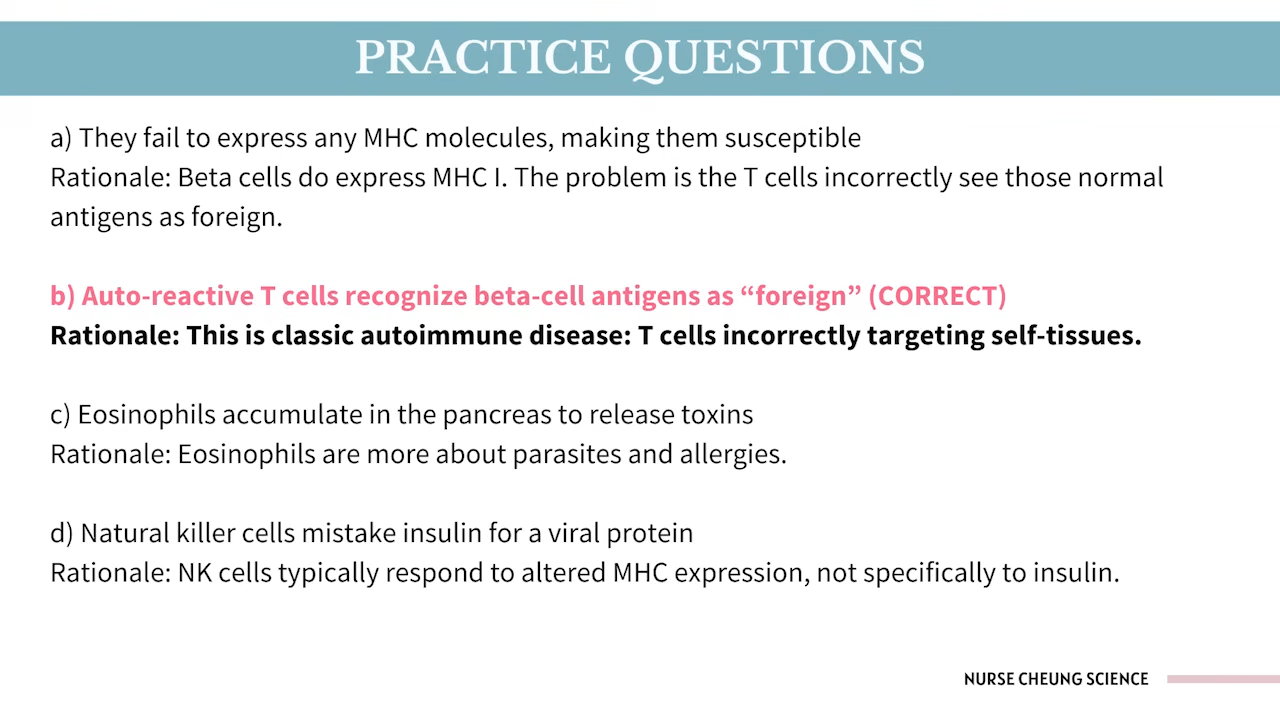 PRACTICE QUESTIONS
a) They fail to express any MHC molecules, making them susceptible
Rationale: Beta cells do express MHC I. The problem is the T cells incorrectly see those normal
antigens as foreign.
b) Auto-reactive T cells recognize beta-cell antigens as “foreign” (CORRECT)
Rationale: This is classic autoimmune disease: T cells incorrectly targeting self-tissues.
c) Eosinophils accumulate in the pancreas to release toxins
Rationale: Eosinophils are more about parasites and allergies.
d) Natural killer cells mistake insulin for a viral protein
Rationale: NK cells typically respond to altered MHC expression, not specifically to insulin.
NURSE CHEUNG SCIENCE